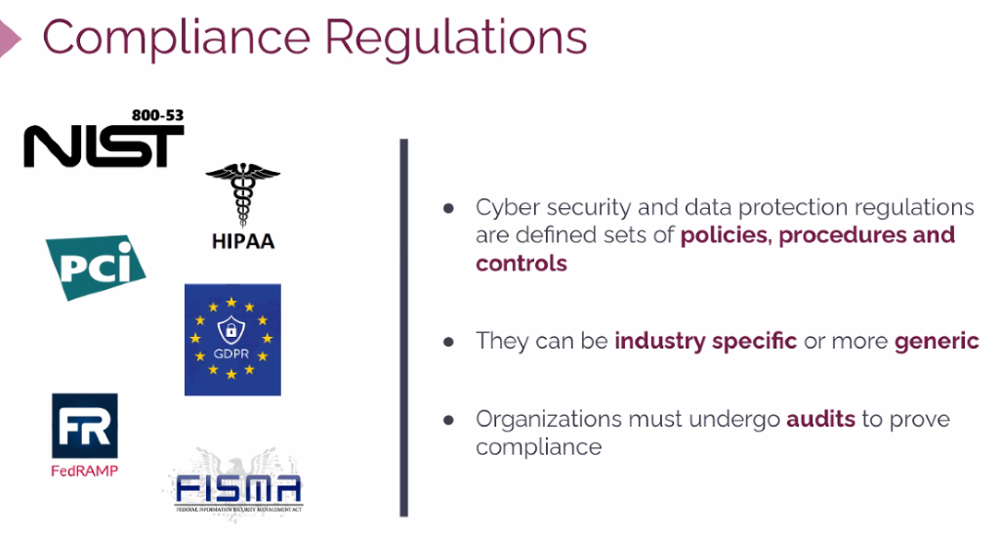 Compliance Regulations
800-53
NIST
HIPAA
PCi
GDPR
FR
FedRAMP
FISMA
FEDERAL INFORMATION SECURITY MANAGEMENT ACT
● Cyber security and data protection regulations
are defined sets of policies, procedures and
controls
● They can be industry specific or more generic
● Organizations must undergo audits to prove
compliance